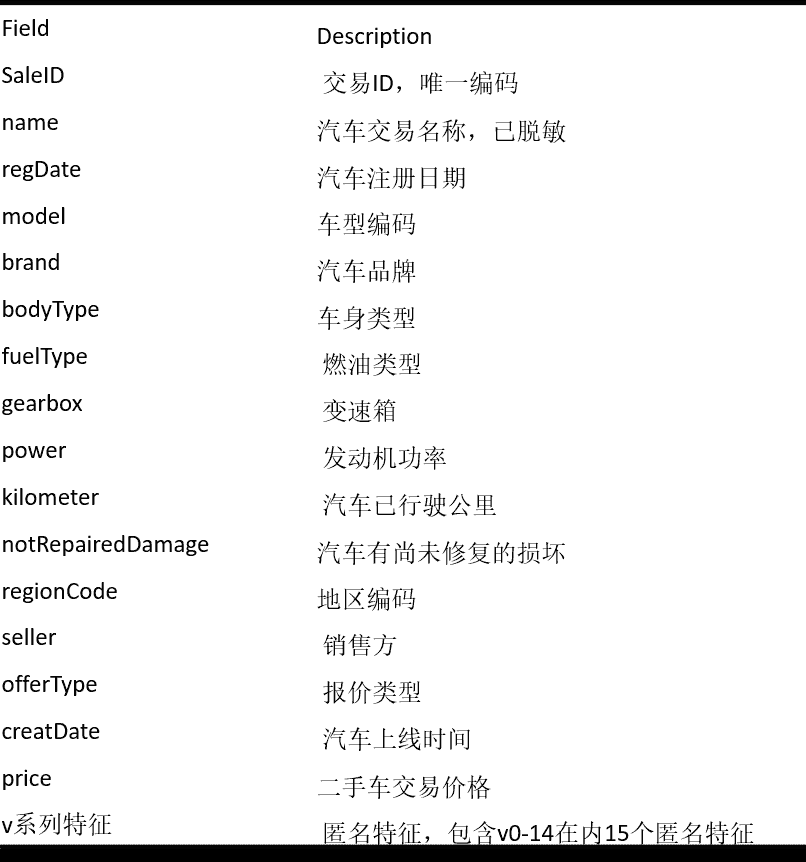 Field Description
SaleID 交易ID，唯一编码
name 汽车交易名称，已脱敏
regDate 汽车注册日期
model 车型编码
brand 汽车品牌
bodyType 车身类型
fuelType 燃油类型
gearbox 变速箱
power 发动机功率
kilometer 汽车已行驶公里
notRepairedDamage 汽车有尚未修复的损坏
regionCode 地区编码
seller 销售方
offerType 报价类型
creatDate 汽车上线时间
price 二手车交易价格
v系列特征 匿名特征，包含v0-14在内15个匿名特征